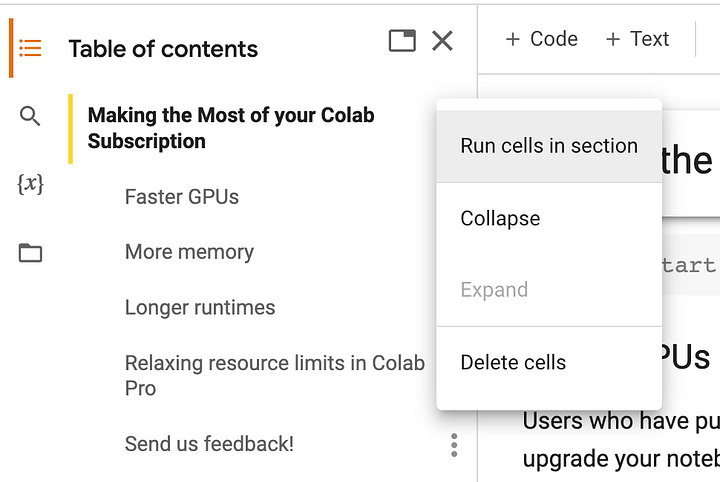 Table of contents
+ Code + Text
Making the Most of your Colab
Subscription
{x}
Faster GPUs
More memory
Longer runtimes
Relaxing resource limits in Colab
Pro
Send us feedback!
Run cells in section
Collapse
Expand
Delete cells
the
tart
PUs
Users who have pu
upgrade your noteb